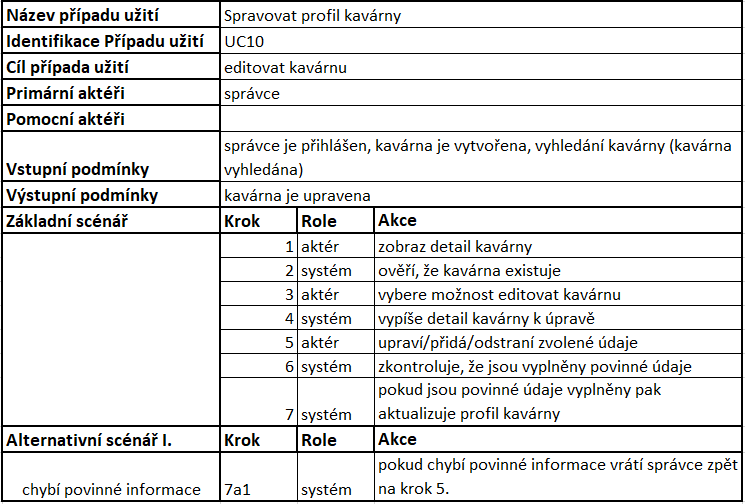 Název případu užití Spravovat profil kavárny
Identifikace Případu užití UC10
Cíl případa užití editovat kavárnu
Primární aktéři správce
Pomocní aktéři
Vstupní podmínky správce je přihlášen, kavárna je vytvořena, vyhledání kavárny (kavárna
vyhledána)
Výstupní podmínky kavárna je upravena
Základní scénář Krok Role Akce
1 aktér zobraz detail kavárny
2 systém ověří, že kavárna existuje
3 aktér vybere možnost editovat kavárnu
4 systém vypíše detail kavárny k úpravě
5 aktér upraví/přidá/odstraní zvolené údaje
6 systém zkontroluje, že jsou vyplněny povinné údaje
7 systém pokud jsou povinné údaje vyplněny pak
aktualizuje profil kavárny
Alternativní scénář I. Krok Role Akce
chybí povinné informace 7a1 systém pokud chybí povinné informace vrátí správce zpět
na krok 5.